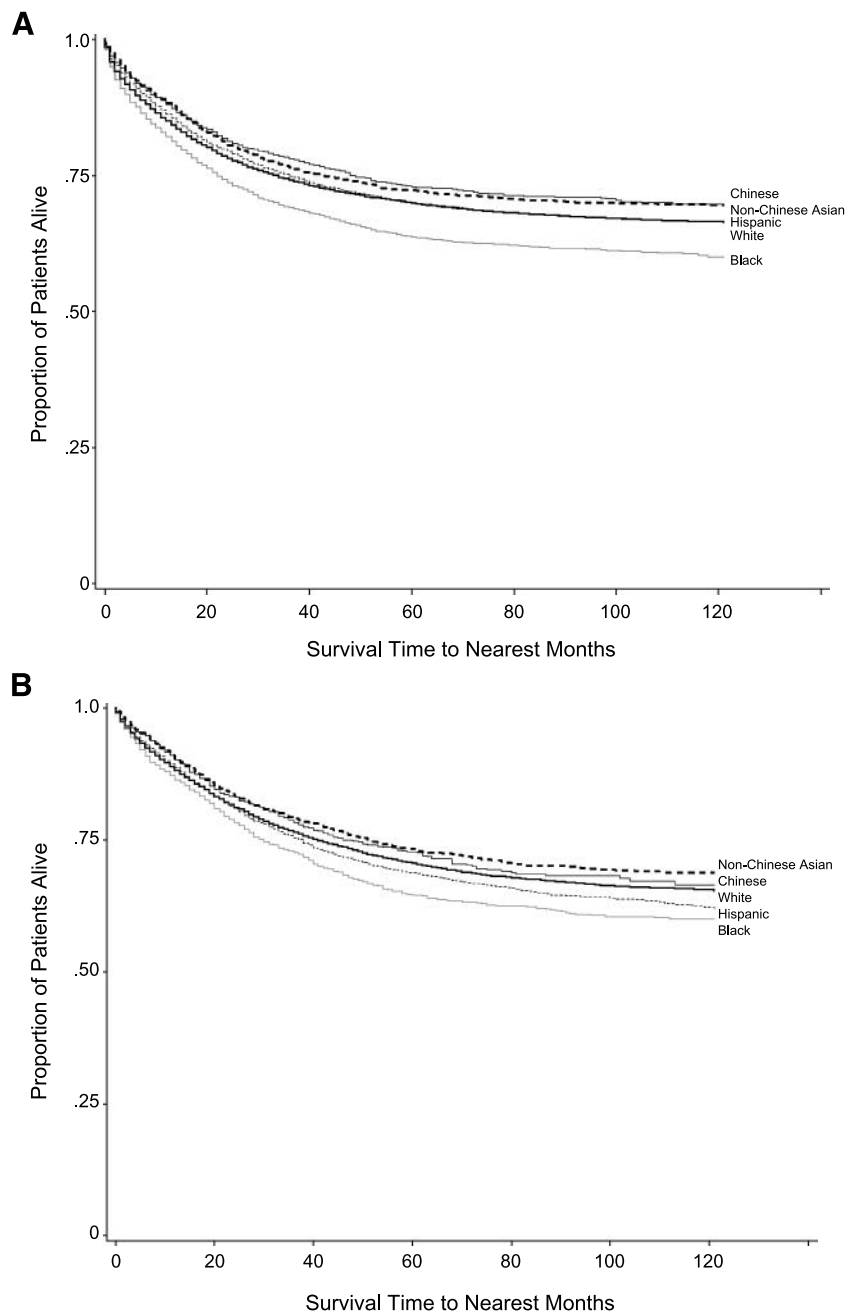 A
1.0
.75
.50
.25
0
Proportion of Patients Alive
Chinese
Non-Chinese Asian
Hispanic
White
Black
0 20 40 60 80 100 120
Survival Time to Nearest Months
B
1.0
.75
.50
.25
0
Proportion of Patients Alive
Non-Chinese Asian
Chinese
White
Hispanic
Black
0 20 40 60 80 100 120
Survival Time to Nearest Months